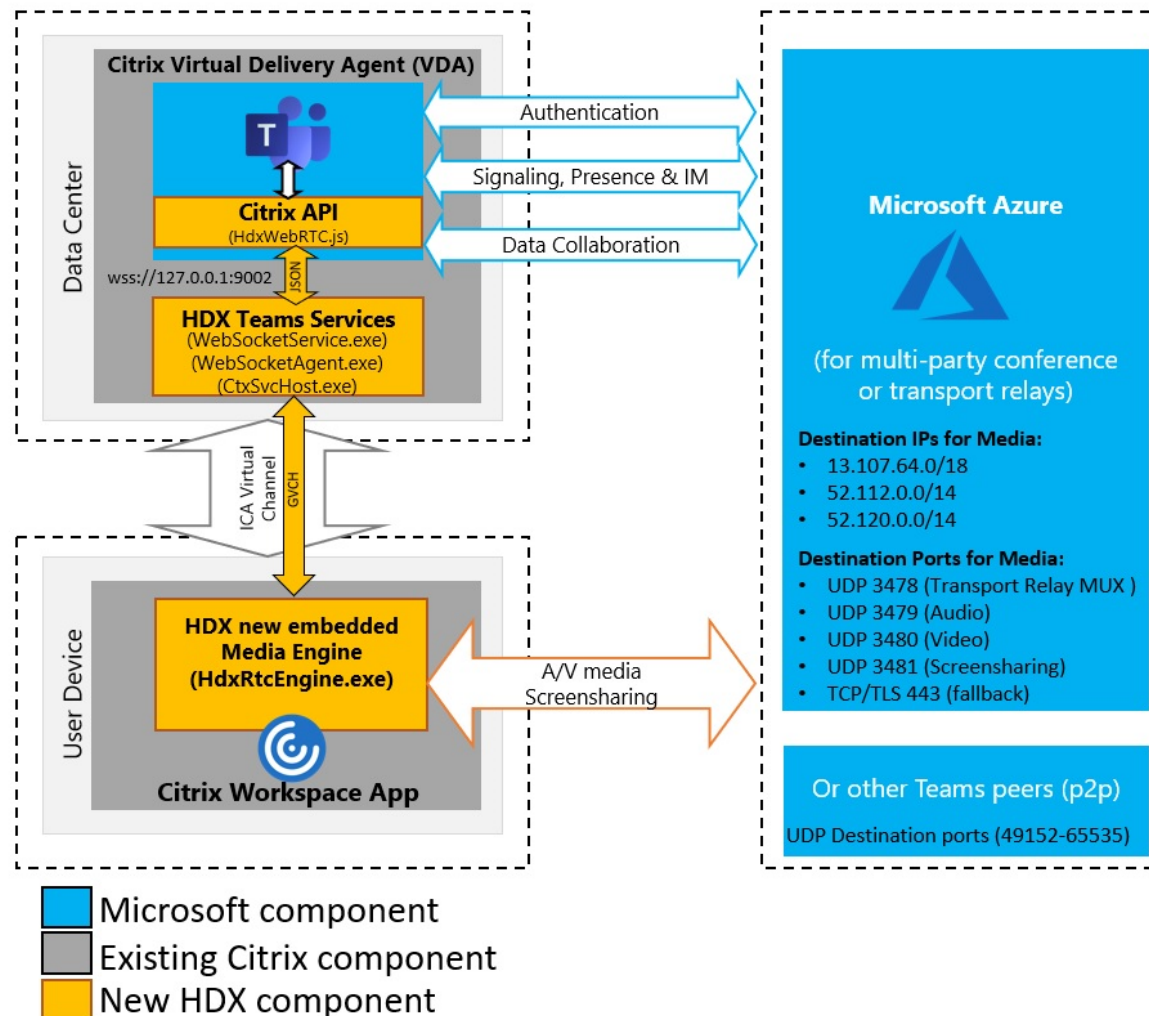 Citrix Virtual Delivery Agent (VDA)
Data Center
T
Citrix API
(HdxWebRTC.js)
wss://127.0.0.1:9002
JSON
HDX Teams Services
(WebSocketService.exe)
(WebSocketAgent.exe)
(CtxSvcHost.exe)
Authentication
Signaling, Presence & IM
Data Collaboration
ICA Virtual
Channel
GVCH
User Device
HDX new embedded
Media Engine
(HdxRtcEngine.exe)
Citrix Workspace App
A/V media
Screensharing
Microsoft Azure
(for multi-party conference
or transport relays)
Destination IPs for Media:
• 13.107.64.0/18
• 52.112.0.0/14
• 52.120.0.0/14
Destination Ports for Media:
• UDP 3478 (Transport Relay MUX )
• UDP 3479 (Audio)
• UDP 3480 (Video)
• UDP 3481 (Screensharing)
• TCP/TLS 443 (fallback)
Or other Teams peers (p2p)
UDP Destination ports (49152-65535)
Microsoft component
Existing Citrix component
New HDX component